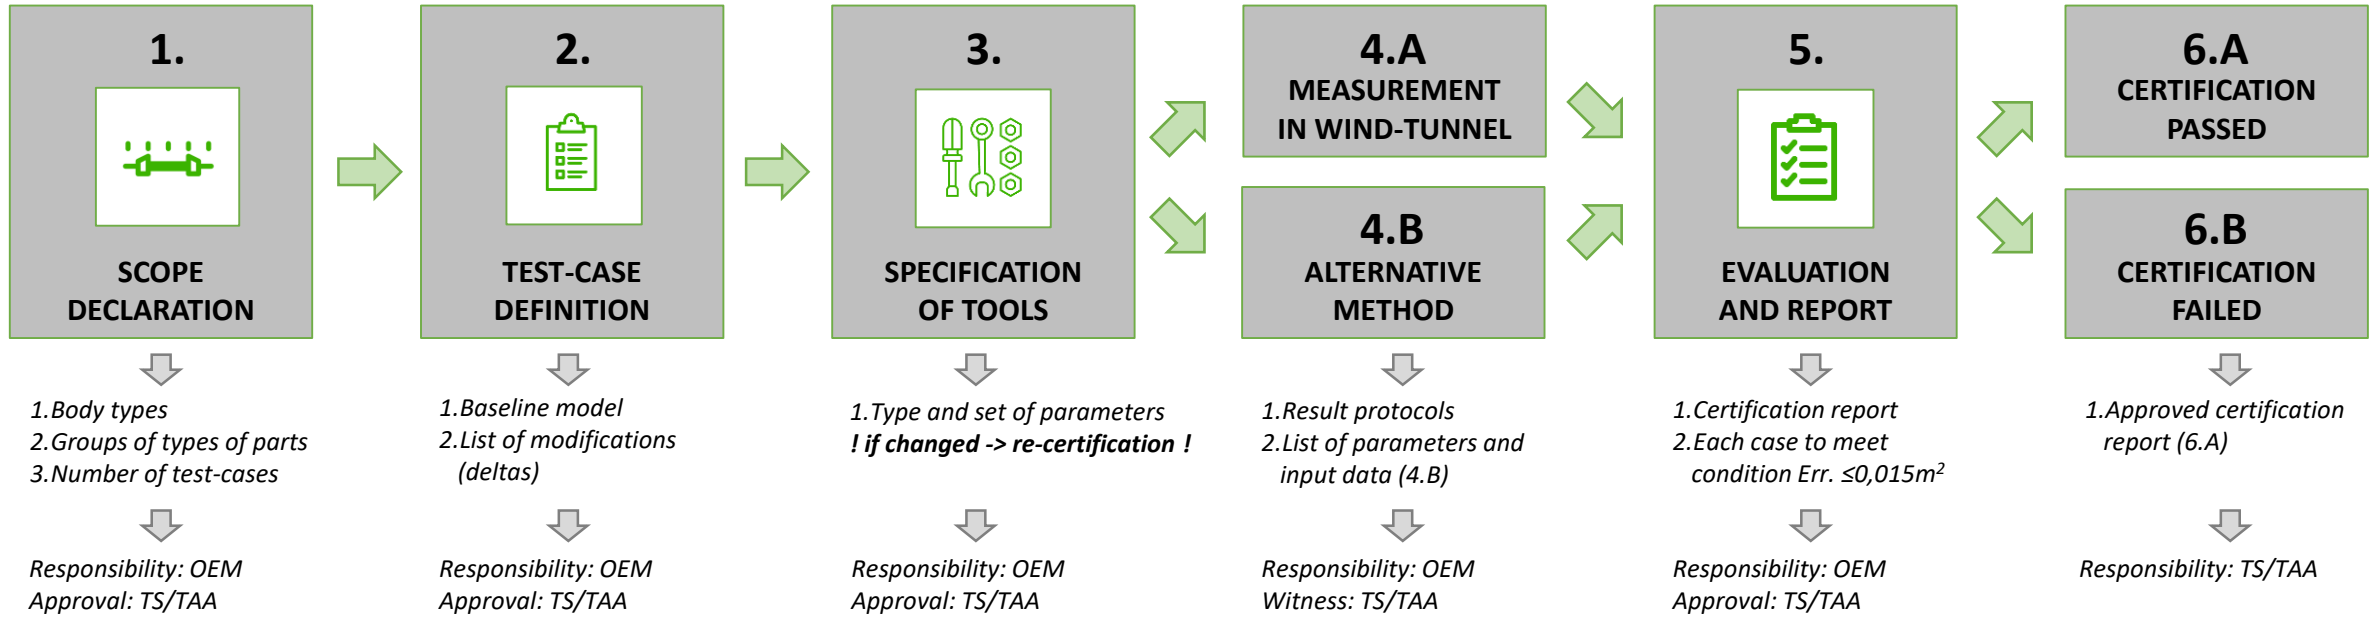 1.
SCOPE
DECLARATION
1.Body types
2.Groups of types of parts
3.Number of test-cases
Responsibility: OEM
Approval: TS/TAA
2.
TEST-CASE
DEFINITION
1.Baseline model
2.List of modifications
(deltas)
Responsibility: OEM
Approval: TS/TAA
3.
SPECIFICATION
OF TOOLS
1.Type and set of parameters
! if changed -> re-certification !
Responsibility: OEM
Approval: TS/TAA
4.A
MEASUREMENT
IN WIND-TUNNEL
4.B
ALTERNATIVE
METHOD
1.Result protocols
2.List of parameters and
input data (4.B)
Responsibility: OEM
Witness: TS/TAA
5.
EVALUATION
AND REPORT
1.Certification report
2.Each case to meet
condition Err. ≤0,015m²
Responsibility: OEM
Approval: TS/TAA
6.A
CERTIFICATION
PASSED
6.B
CERTIFICATION
FAILED
1.Approved certification
report (6.A)
Responsibility: TS/TAA